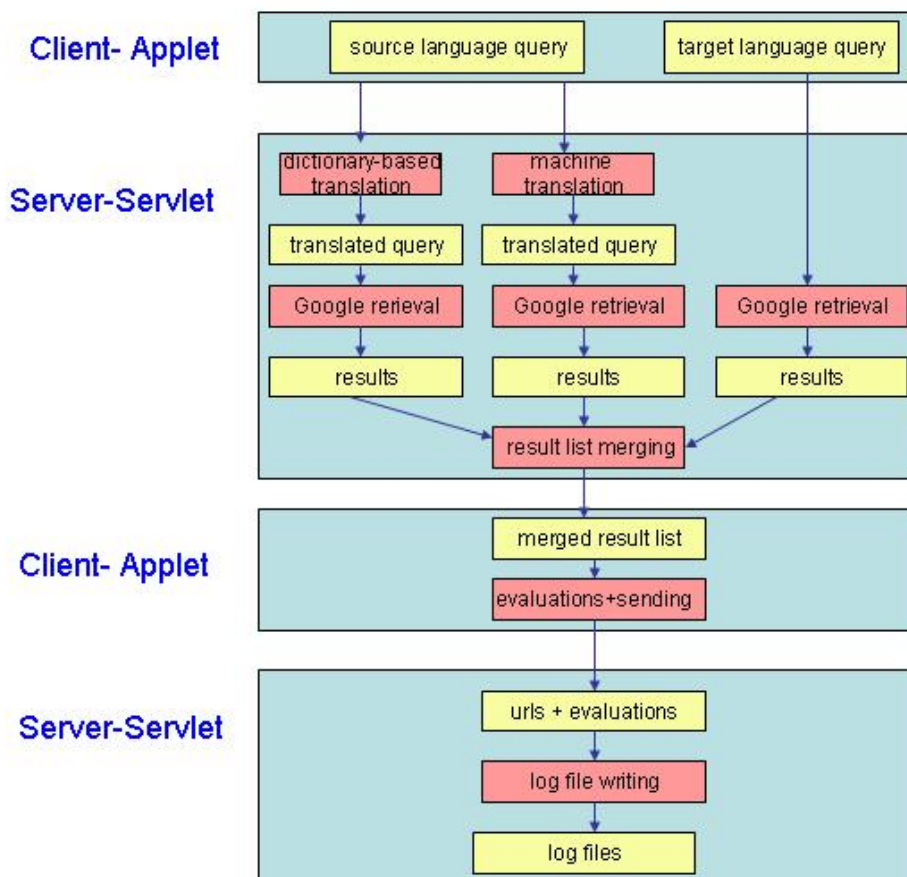 Client- Applet
source language query
target language query
Server-Servlet
dictionary-based
translation
machine
translation
translated query
translated query
Google rerieval
Google retrieval
Google retrieval
results
results
results
result list merging
Client- Applet
merged result list
evaluations+sending
Server-Servlet
urls + evaluations
log file writing
log files